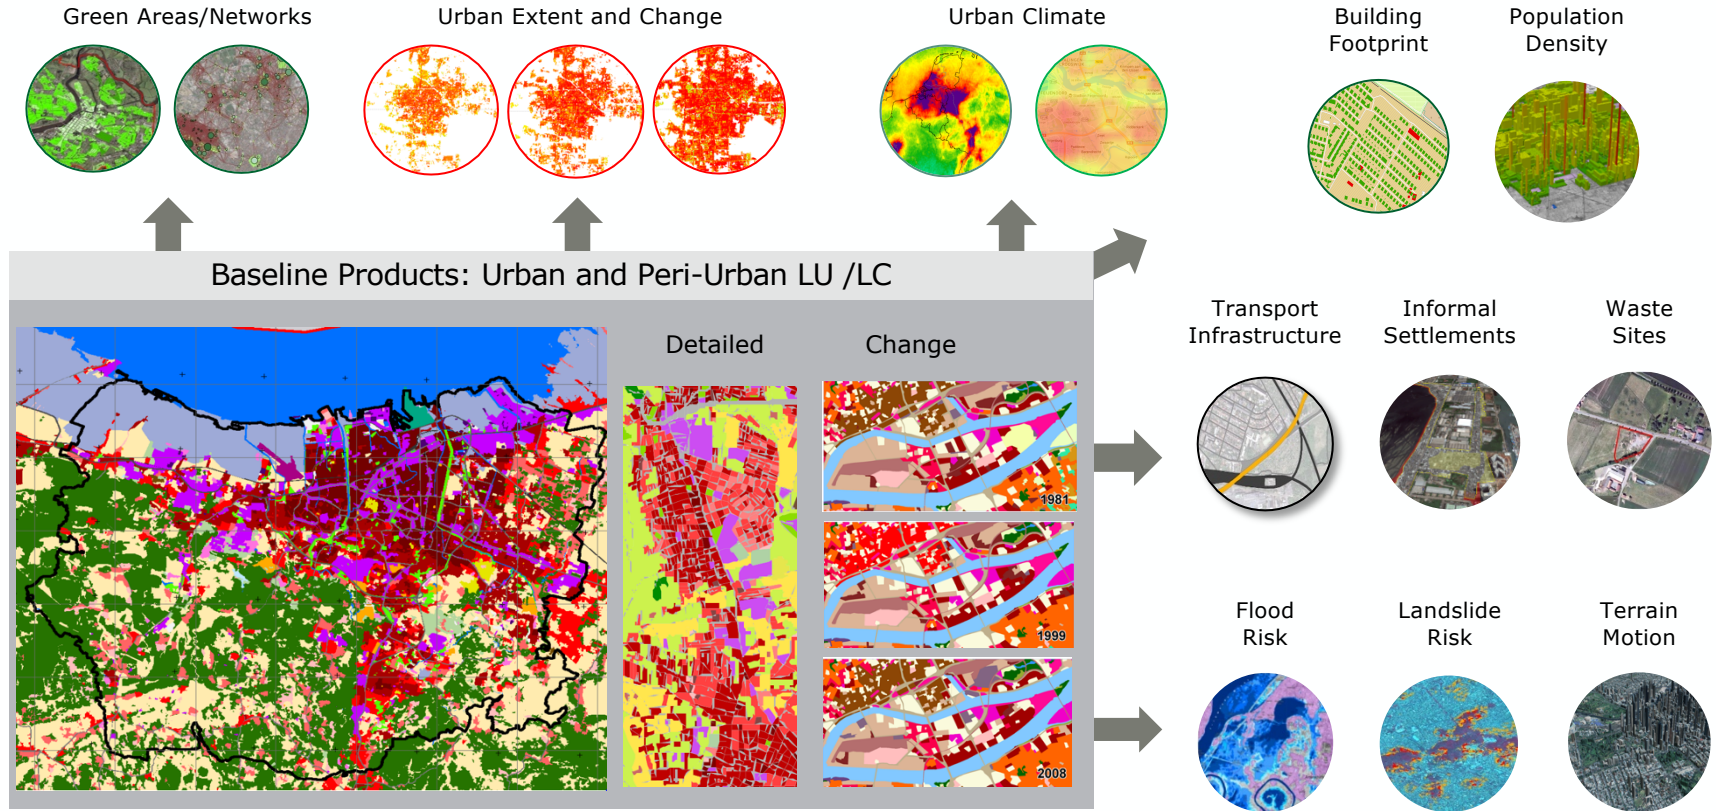 Green Areas/Networks
Urban Extent and Change
Urban Climate
Building
Footprint
Population
Density
Baseline Products: Urban and Peri-Urban LU /LC
Detailed
Change
1981
1999
2008
Transport
Infrastructure
Informal
Settlements
Waste
Sites
Flood
Risk
Landslide
Risk
Terrain
Motion